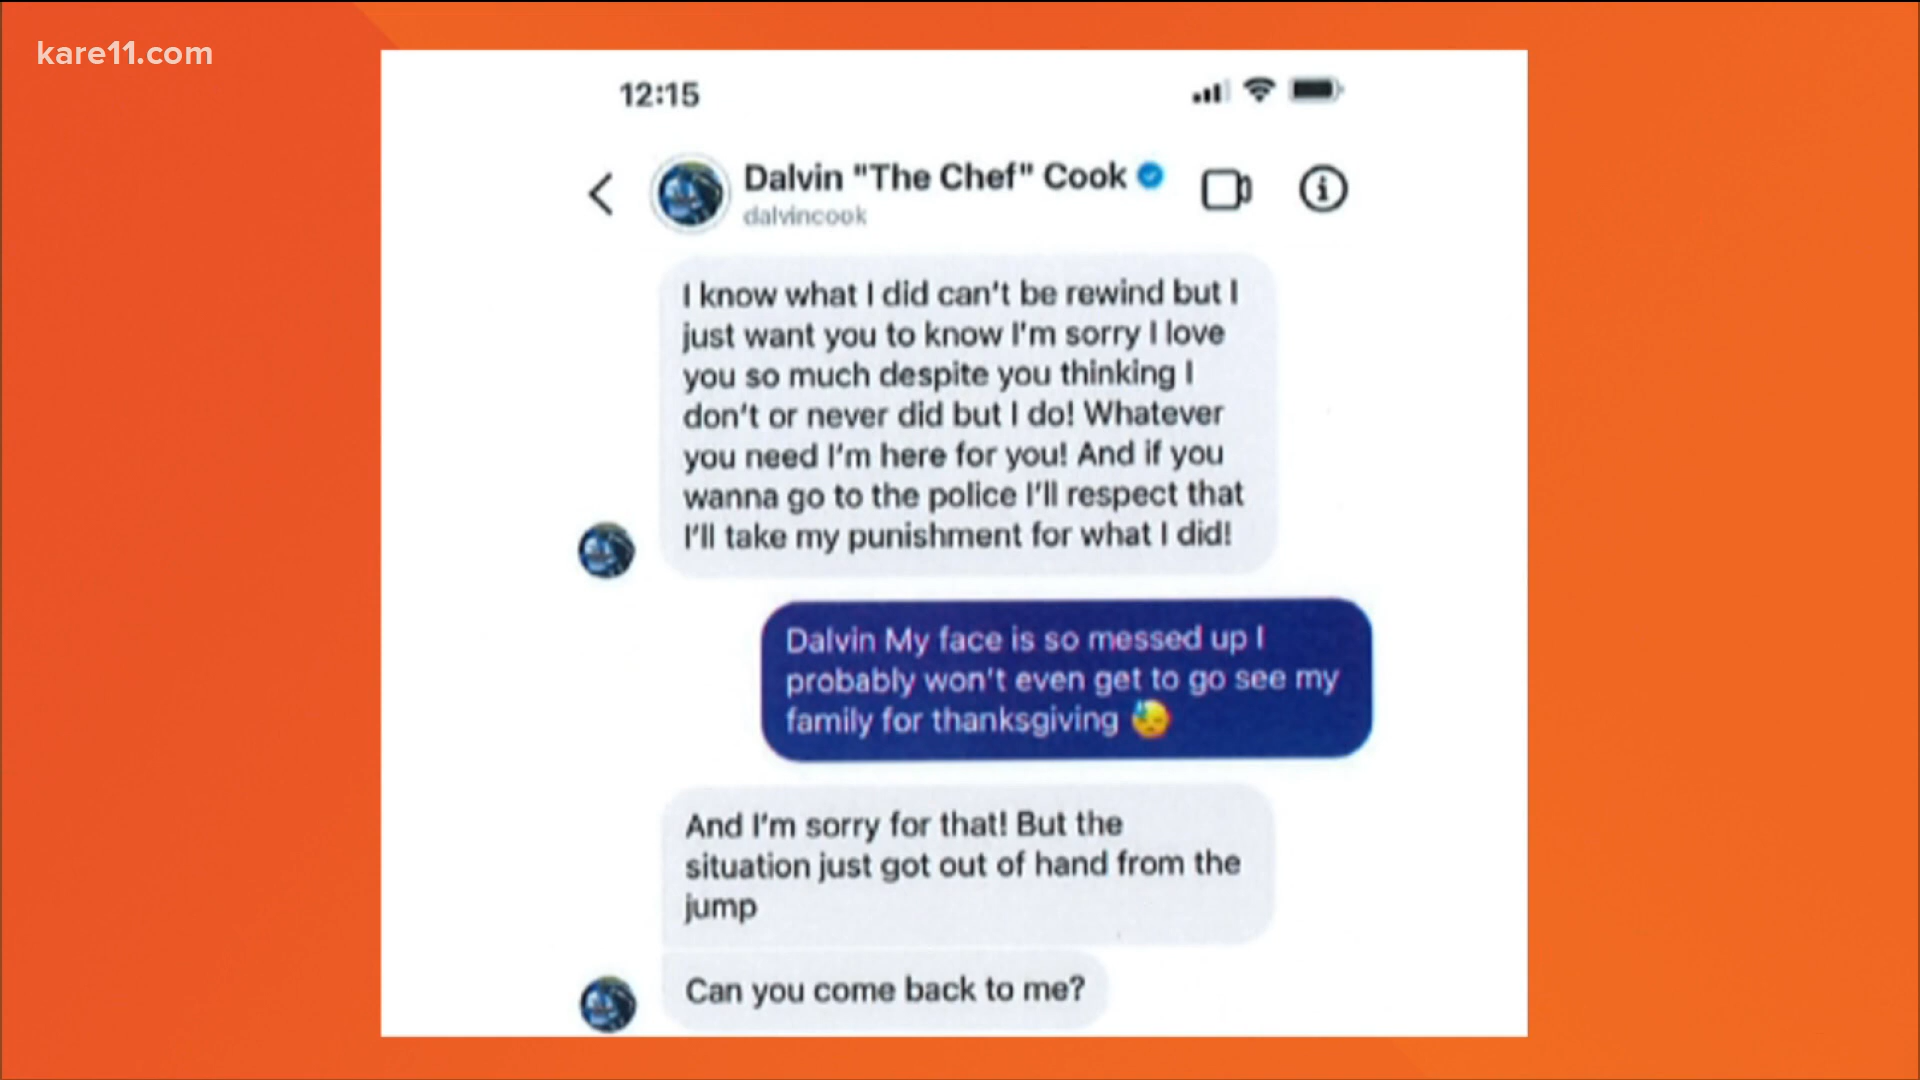 kare11.com
12:15
Dalvin "The Chef" Cook
dalvincook
I know what I did can't be rewind but I
just want you to know I'm sorry I love
you so much despite you thinking I
don't or never did but I do! Whatever
you need I'm here for you! And if you
wanna go to the police I'll respect that
I'll take my punishment for what I did!
Dalvin My face is so messed up I
probably won't even get to go see my
family for thanksgiving 😓
And I'm sorry for that! But the
situation just got out of hand from the
jump
Can you come back to me?